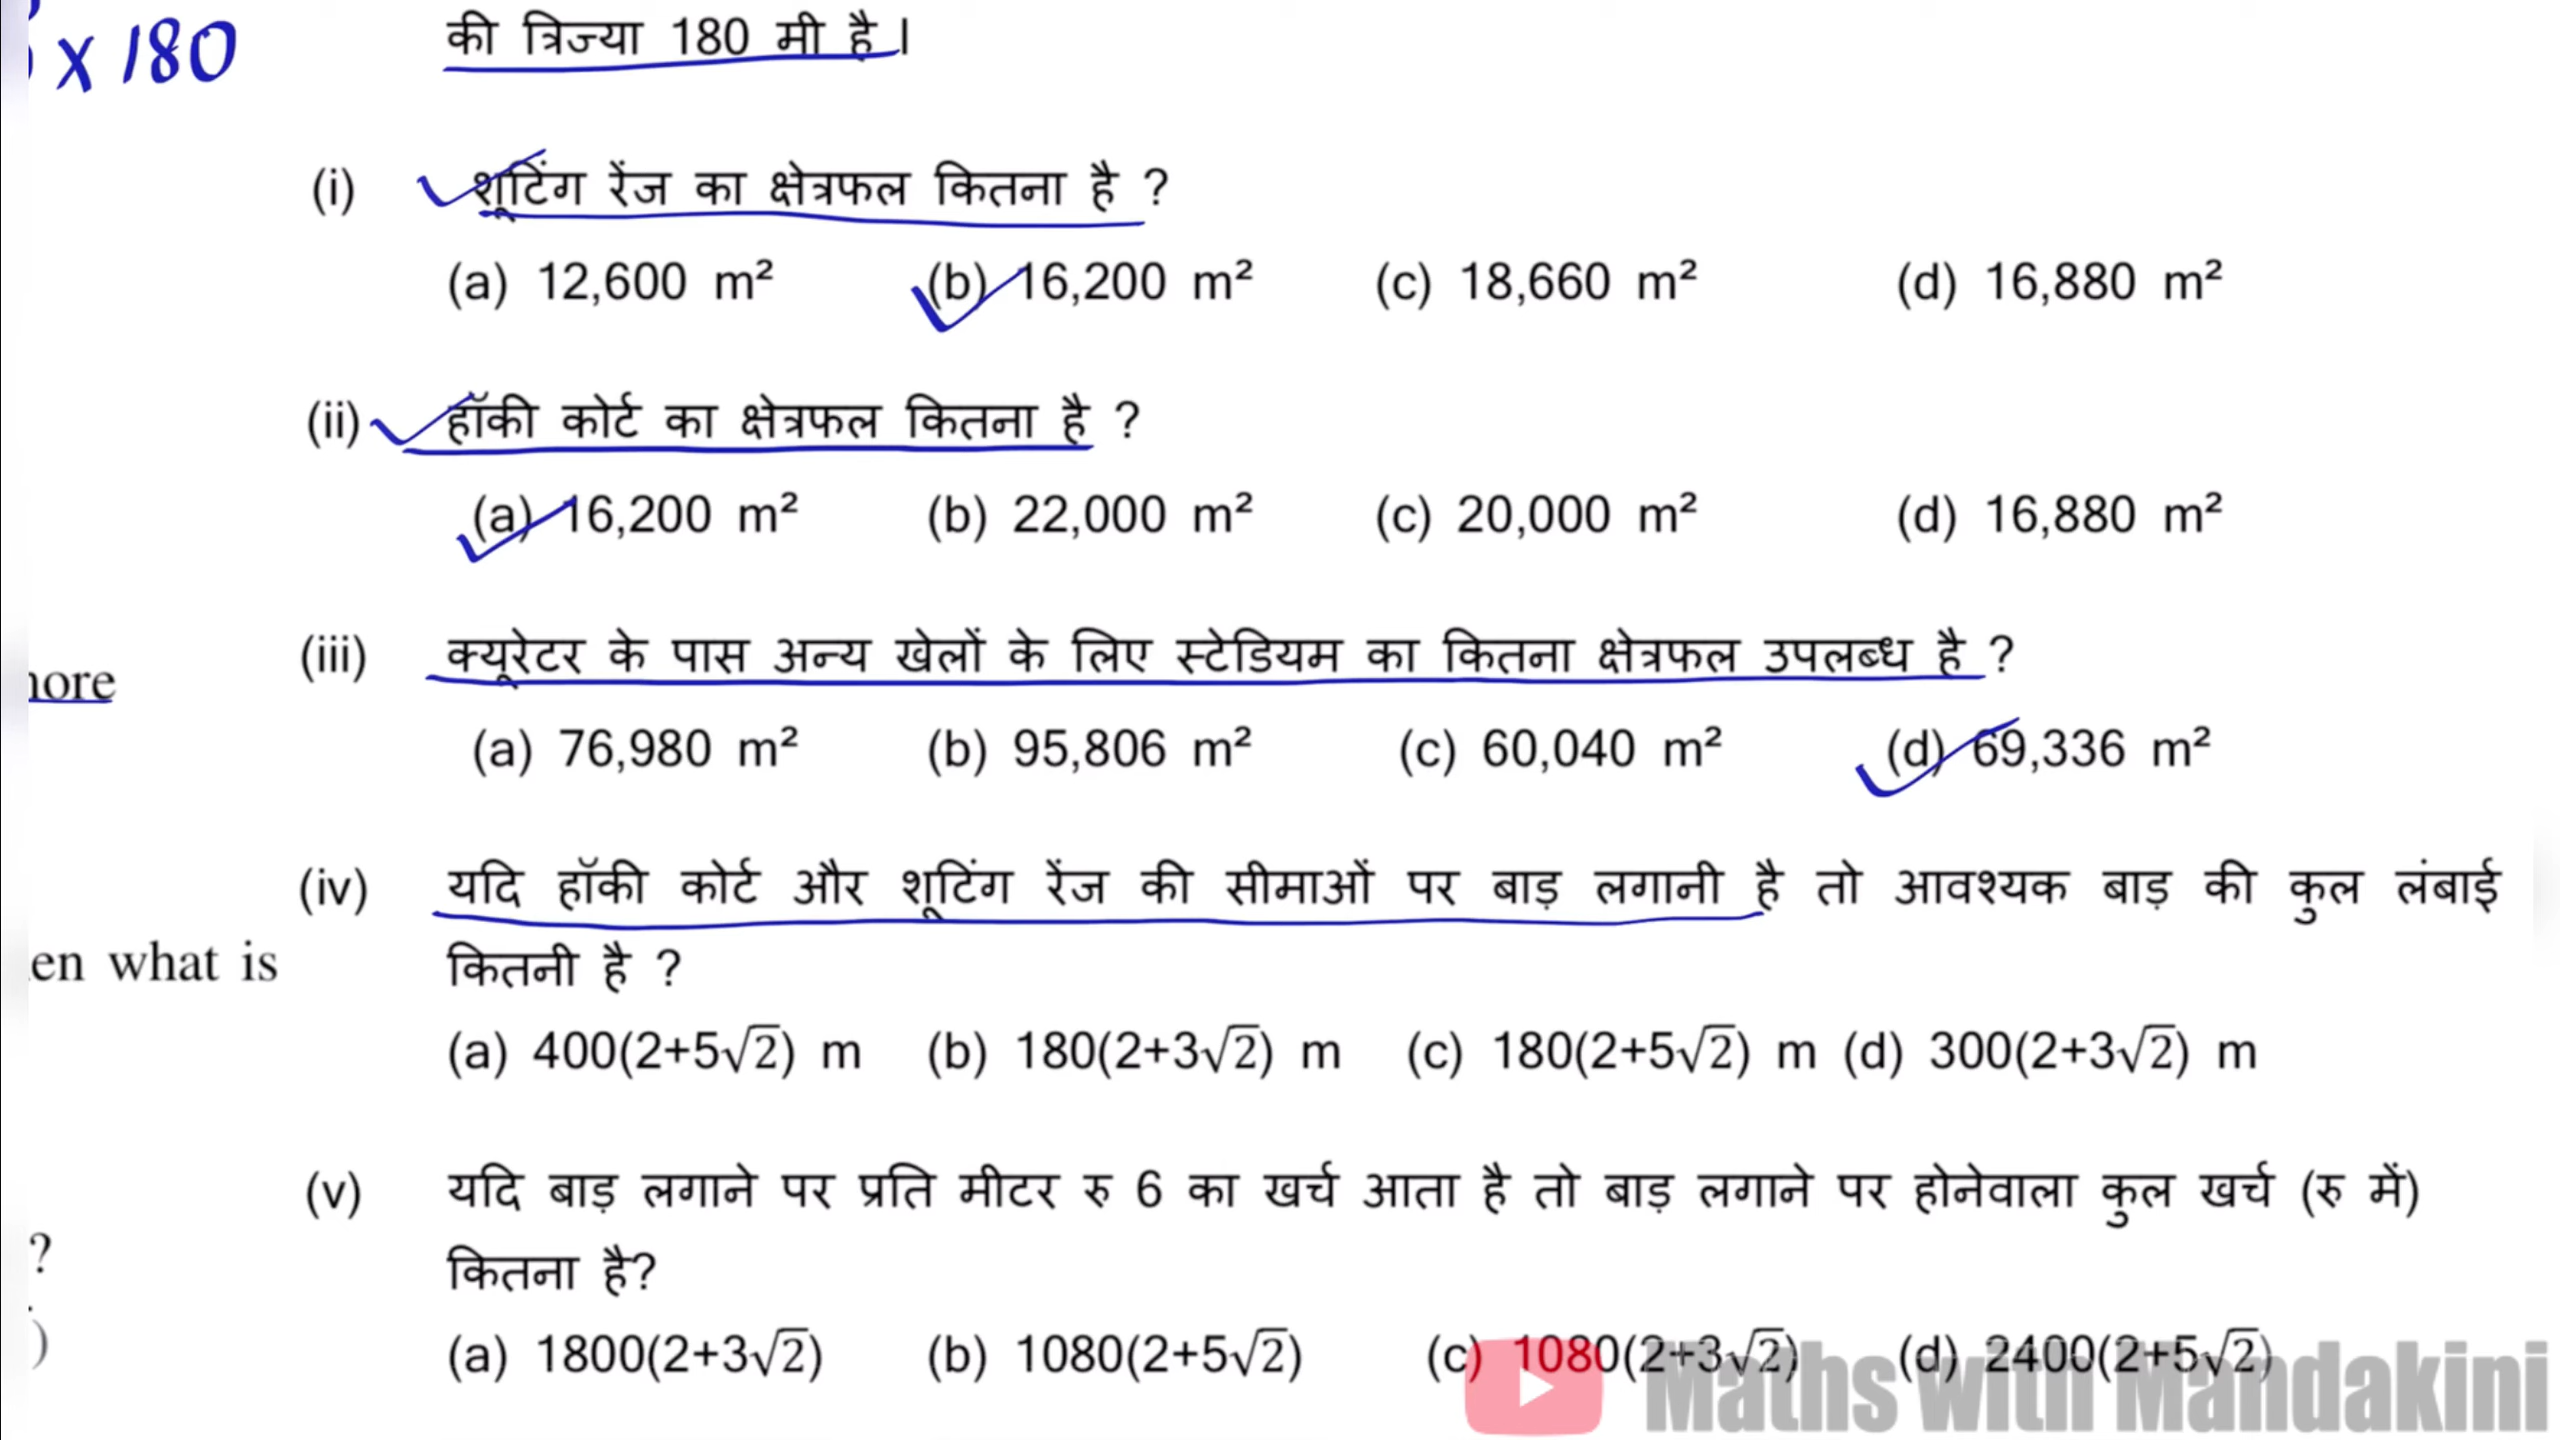 x 180
की त्रिज्या 180 मी है ।
(i) शूटिंग रेंज का क्षेत्रफल कितना है ?
(a) 12,600 m² (b) 16,200 m² (c) 18,660 m² (d) 16,880 m²
(ii) हॉकी कोर्ट का क्षेत्रफल कितना है ?
(a) 16,200 m² (b) 22,000 m² (c) 20,000 m² (d) 16,880 m²
(iii) क्यूरेटर के पास अन्य खेलों के लिए स्टेडियम का कितना क्षेत्रफल उपलब्ध है ?
(a) 76,980 m² (b) 95,806 m² (c) 60,040 m² (d) 69,336 m²
(iv) यदि हॉकी कोर्ट और शूटिंग रेंज की सीमाओं पर बाड़ लगानी है तो आवश्यक बाड़ की कुल लंबाई
en what is
कितनी है ?
(a) 400(2+5√2) m (b) 180(2+3√2) m (c) 180(2+5√2) m (d) 300(2+3√2) m
(v) यदि बाड़ लगाने पर प्रति मीटर रु 6 का खर्च आता है तो बाड़ लगाने पर होनेवाला कुल खर्च (रु में)
?
कितना है?
)
(a) 1800(2+3√2) (b) 1080(2+5√2) (c) 1080(2+3√2) (d) 2400(2+5√2)
Maths with Mandakini